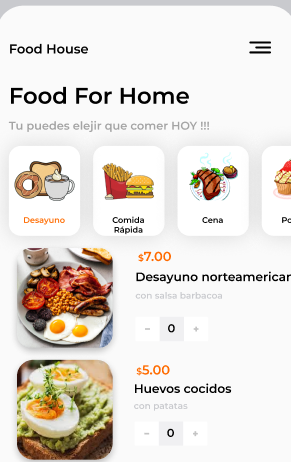 Food House
Food For Home
Tu puedes elejir que comer HOY !!!
Desayuno
Comida
Rápida
Cena
$7.00
Desayuno norteamerican
con salsa barbacoa
- 0 +
$5.00
Huevos cocidos
con patatas
- 0 +